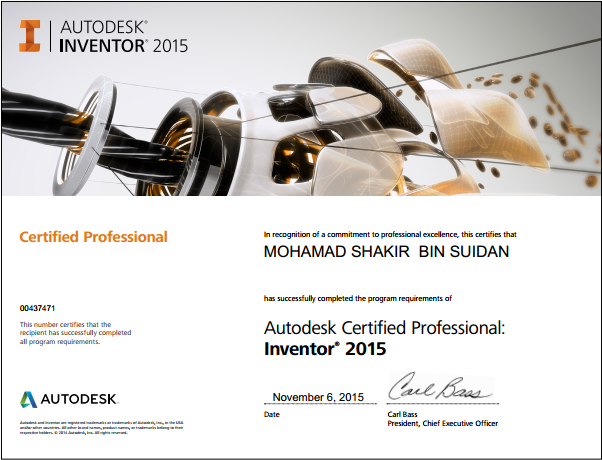 AUTODESK®
INVENTOR® 2015
Certified Professional
In recognition of a commitment to professional excellence, this certifies that
MOHAMAD SHAKIR  BIN SUIDAN
has successfully completed the program requirements of
00437471
This number certifies that the
recipient has successfully completed
all program requirements.
Autodesk Certified Professional:
Inventor® 2015
Carl Bass
November 6, 2015
Date
Carl Bass
President, Chief Executive Officer
AUTODESK.
Autodesk and Inventor are registered trademarks or trademarks of Autodesk, Inc., in the USA
and/or other countries. All other brand names, product names, or trademarks belong to their
respective holders. © 2014 Autodesk, Inc. All rights reserved.